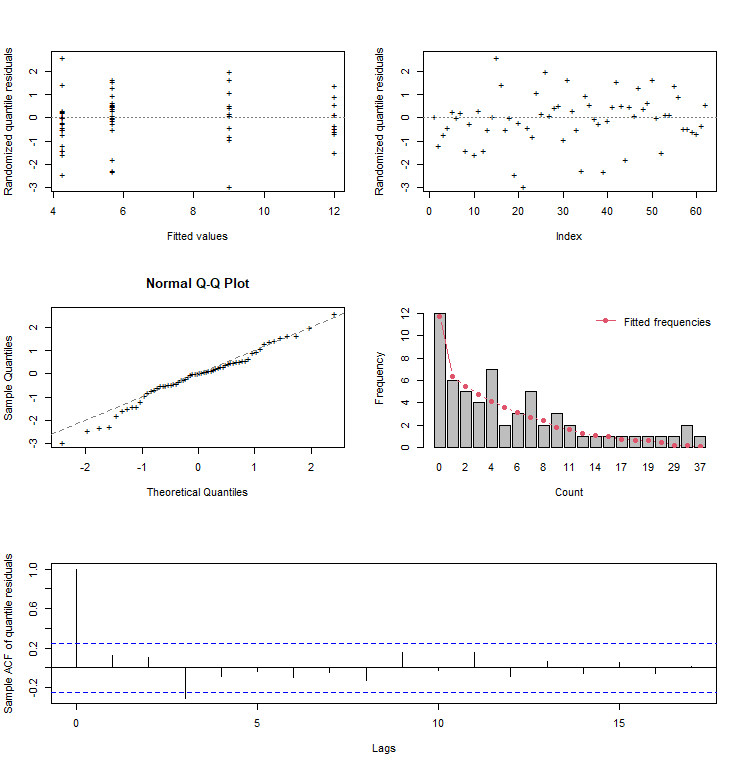 Randomized quantile residuals
2
1
0
-1
-2
-3
4 6 8 10 12
Fitted values
Randomized quantile residuals
2
1
0
-1
-2
-3
0 10 20 30 40 50 60
Index
Normal Q-Q Plot
Sample Quantiles
2
1
0
-1
-2
-3
-2 -1 0 1 2
Theoretical Quantiles
Frequency
12
8
6
4
2
0
Fitted frequencies
0 2 4 6 8 11 14 17 19 29 37
Count
Sample ACF of quantile residuals
1.0
0.6
0.2
-0.2
0 5 10 15
Lags